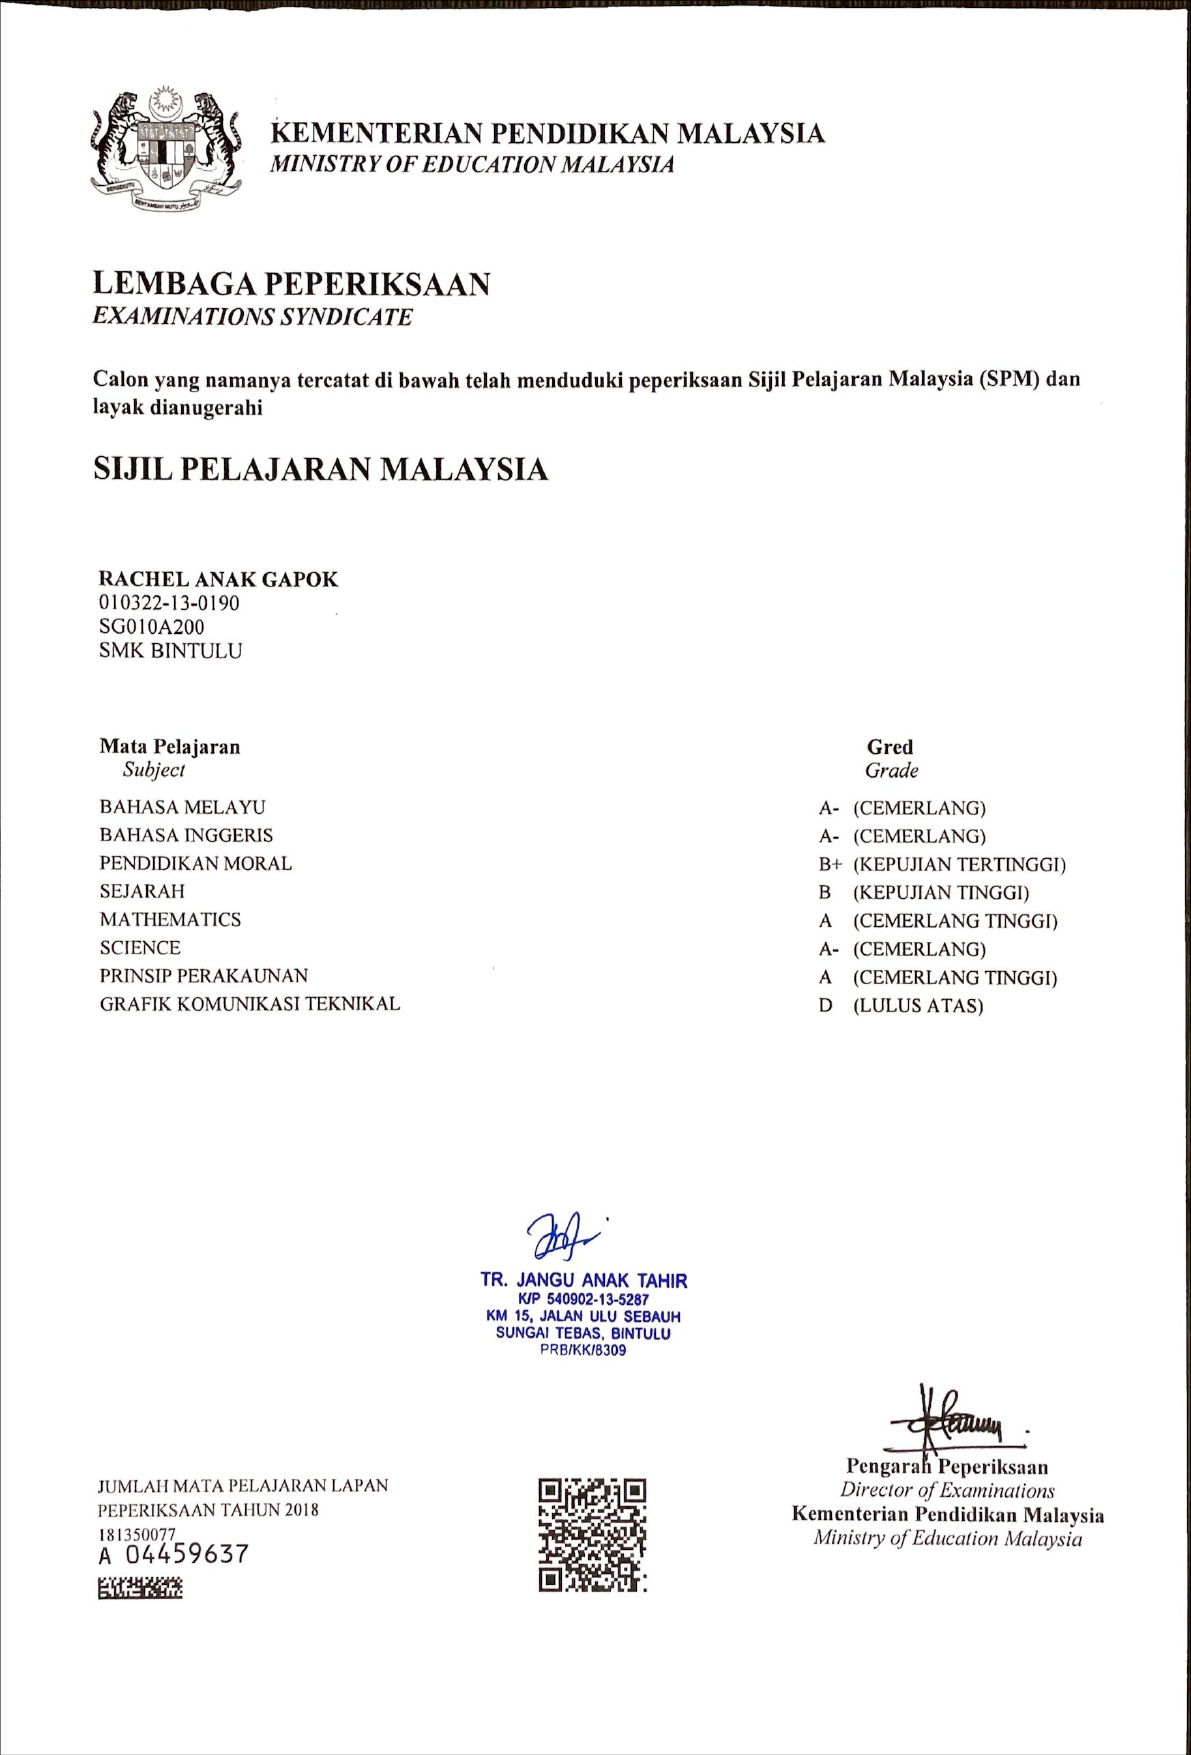 KEMENTERIAN PENDIDIKAN MALAYSIA
MINISTRY OF EDUCATION MALAYSIA
BERSEKUTU
BERTAMBAH MUTU
LEMBAGA PEPERIKSAAN
EXAMINATIONS SYNDICATE
Calon yang namanya tercatat di bawah telah menduduki peperiksaan Sijil Pelajaran Malaysia (SPM) dan
layak dianugerahi
SIJIL PELAJARAN MALAYSIA
RACHEL ANAK GAPOK
010322-13-0190
SG010A200
SMK BINTULU
Mata Pelajaran Gred
Subject Grade
BAHASA MELAYU A- (CEMERLANG)
BAHASA INGGERIS A- (CEMERLANG)
PENDIDIKAN MORAL B+ (KEPUJIAN TERTINGGI)
SEJARAH B (KEPUJIAN TINGGI)
MATHEMATICS A (CEMERLANG TINGGI)
SCIENCE A- (CEMERLANG)
PRINSIP PERAKAUNAN A (CEMERLANG TINGGI)
GRAFIK KOMUNIKASI TEKNIKAL D (LULUS ATAS)
TR. JANGU ANAK TAHIR
K/P 540902-13-5287
KM 15, JALAN ULU SEBAUH
SUNGAI TEBAS, BINTULU
PRB/KK/8309
Pengarah Peperiksaan
Director of Examinations
Kementerian Pendidikan Malaysia
Ministry of Education Malaysia
JUMLAH MATA PELAJARAN LAPAN
PEPERIKSAAN TAHUN 2018
181350077
A 04459637